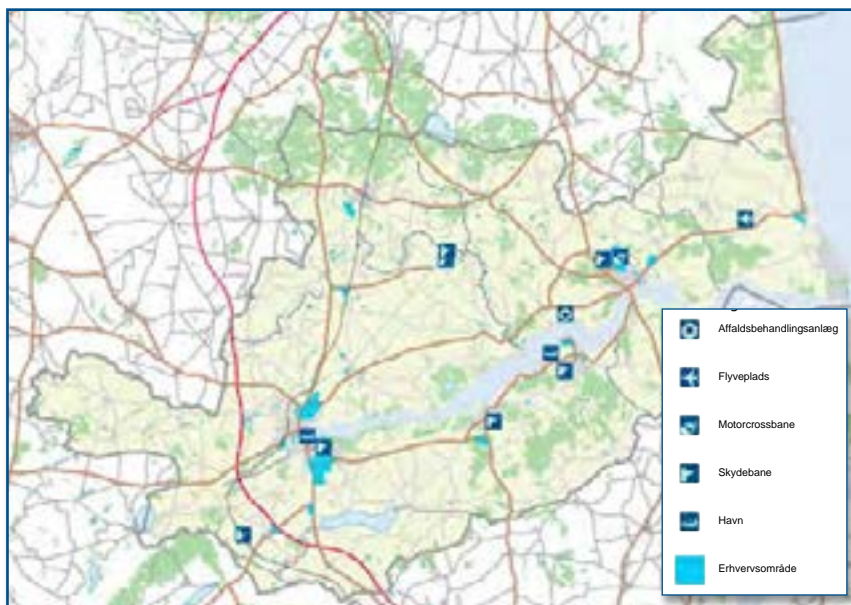 Affaldsbehandlingsanlæg
Flyveplads
Motorcrossbane
Skydebane
Havn
Erhvervsområde